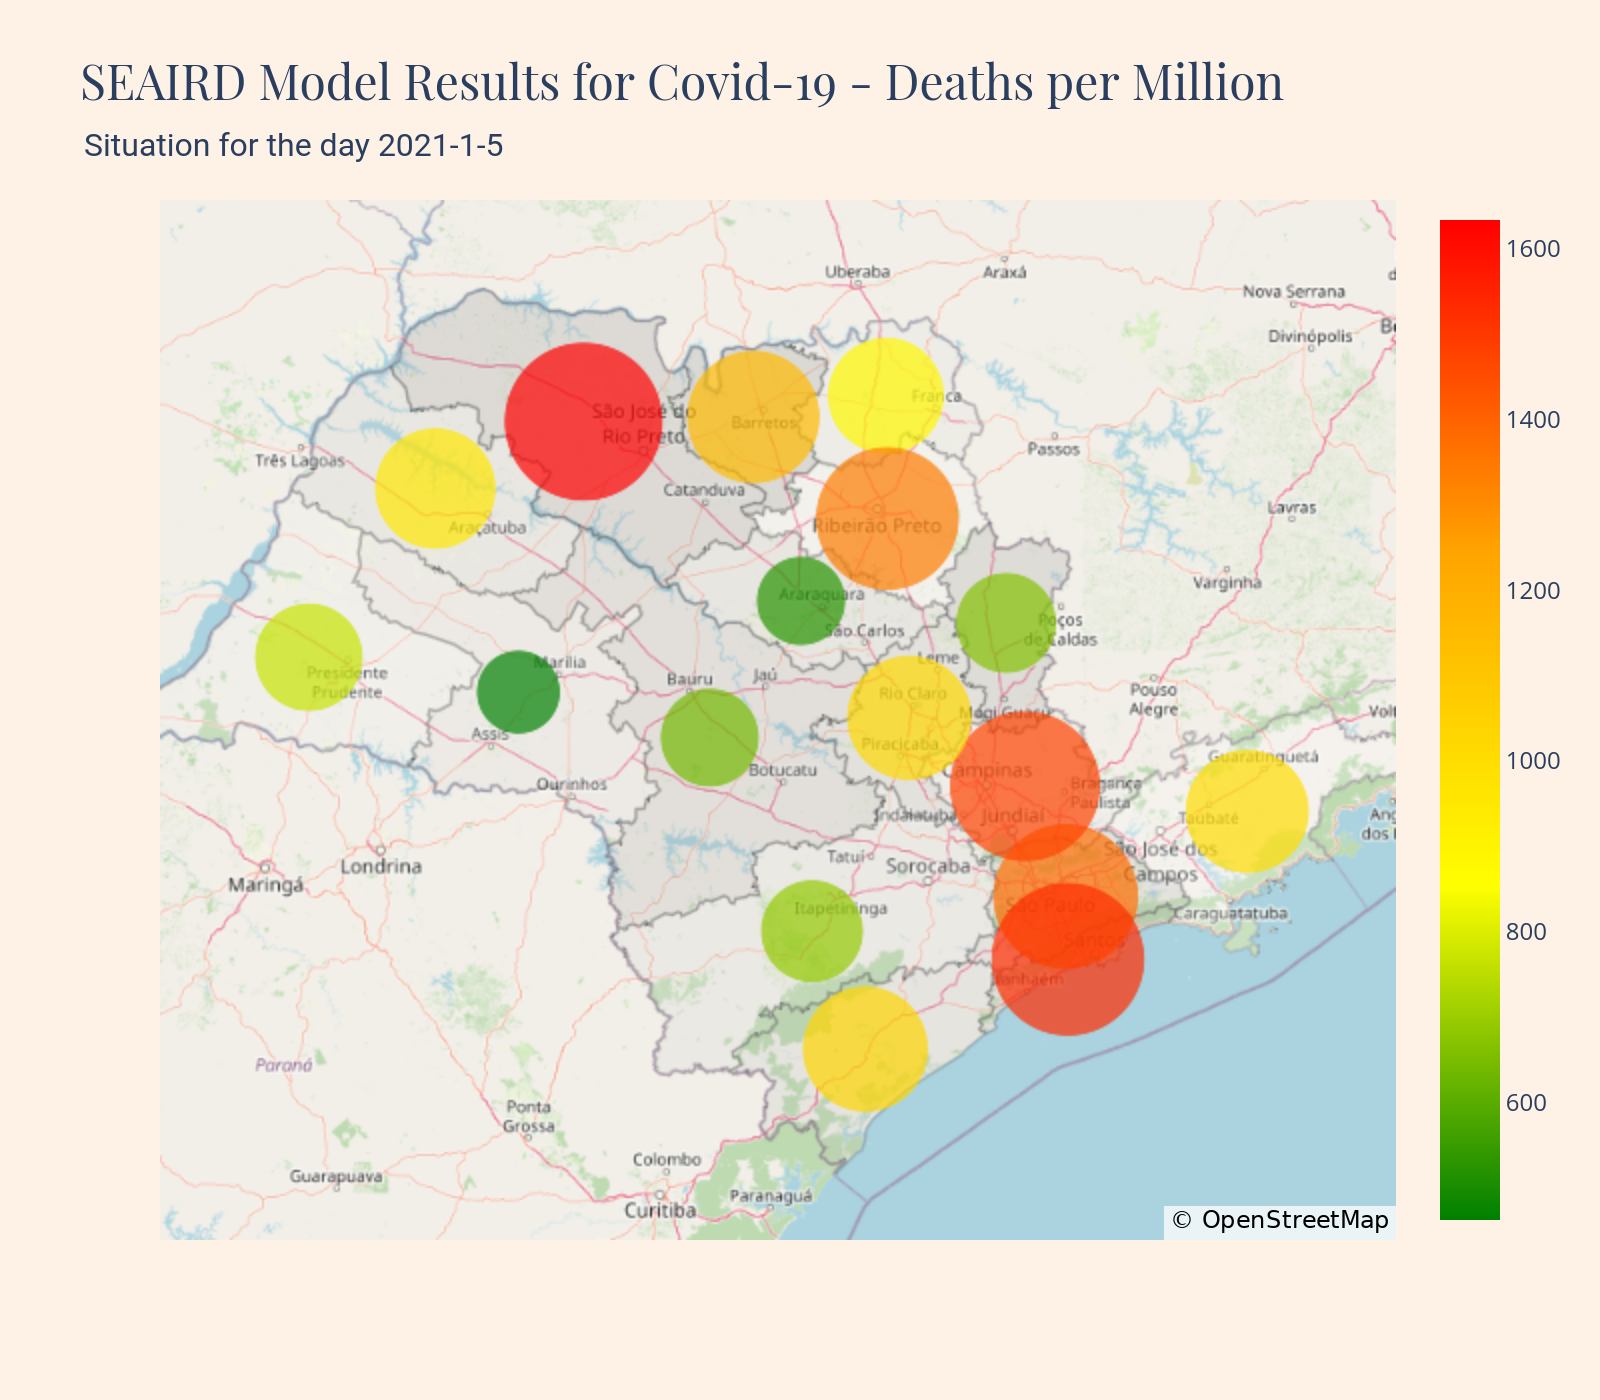 SEAIRD Model Results for Covid-19 - Deaths per Million
Situation for the day 2021-1-5
1600
1400
1200
1000
800
600
Uberaba
Araxá
Nova Serrana
Divinópolis
São José do
Rio Preto
Barretos
Franca
Passos
Três Lagoas
Catanduva
Araçatuba
Ribeirão Preto
Lavras
Varginha
Araraquara
São Carlos
Poços
de Caldas
Leme
Marília
Presidente
Prudente
Bauru
Jaú
Rio Claro
Pouso
Alegre
Mogi Guaçu
Assis
Piracicaba
Guaratinguetá
Botucatu
Campinas
Ourinhos
Bragança
Paulista
Indaiatuba
Jundiaí
Taubaté
São José dos
Campos
Tatuí
Sorocaba
Londrina
Maringá
São Paulo
Itapetininga
Caraguatatuba
Santos
Itanhaém
Paraná
Ponta
Grossa
Guarapuava
Colombo
Paranaguá
Curitiba
© OpenStreetMap